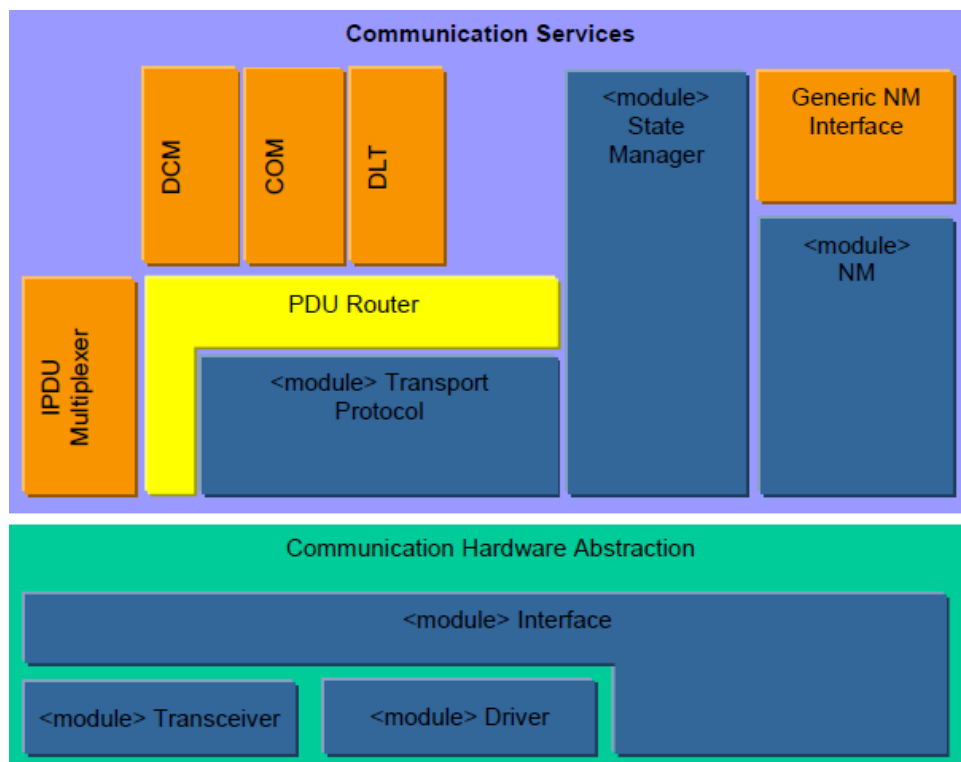 Communication Services
DCM
COM
DLT
<module>
State
Manager
Generic NM
Interface
<module>
NM
IPDU
Multiplexer
PDU Router
<module> Transport
Protocol
Communication Hardware Abstraction
<module> Interface
<module> Transceiver
<module> Driver